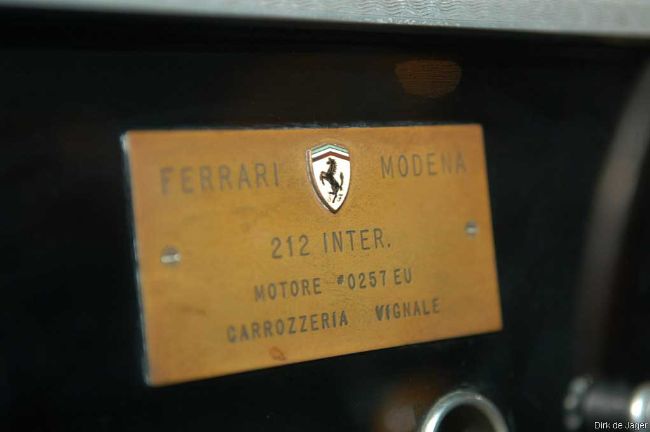 FERRARI MODENA
212 INTER.
MOTORE #0257 EU
CARROZZERIA VIGNALE
Dirk de Jager